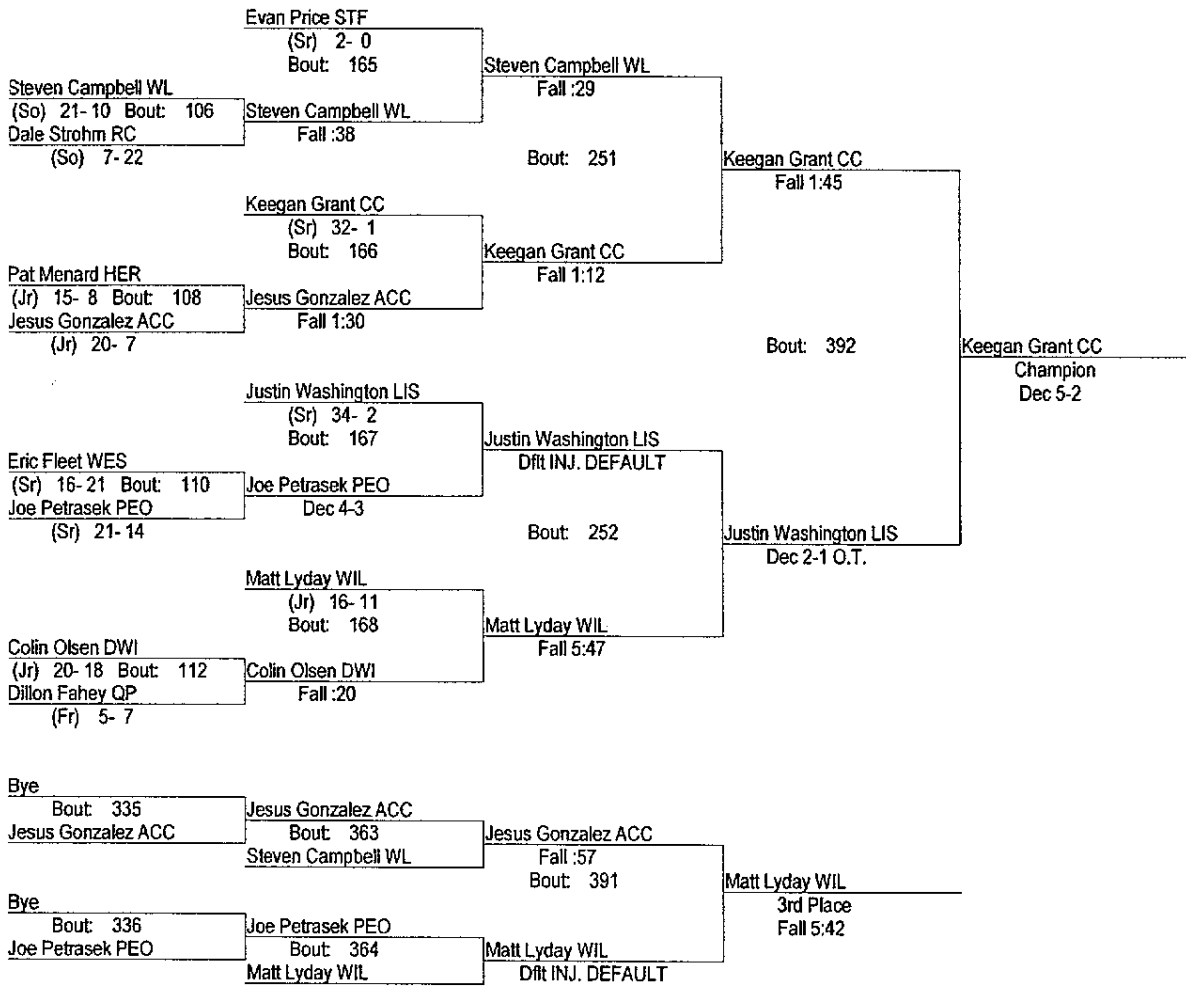 Evan Price STF
(Sr) 2- 0
Bout: 165
Steven Campbell WL
Fall :29
Steven Campbell WL
(So) 21- 10 Bout: 106
Steven Campbell WL
Dale Strohm RC
Fall :38
(So) 7- 22
Bout: 251
Keegan Grant CC
Fall 1:45
Keegan Grant CC
(Sr) 32- 1
Bout: 166
Keegan Grant CC
Fall 1:12
Pat Menard HER
(Jr) 15- 8 Bout: 108
Jesus Gonzalez ACC
Jesus Gonzalez ACC
Fall 1:30
(Jr) 20- 7
Bout: 392
Keegan Grant CC
Champion
Dec 5-2
Justin Washington LIS
(Sr) 34- 2
Bout: 167
Justin Washington LIS
Dflt INJ. DEFAULT
Eric Fleet WES
(Sr) 16- 21 Bout: 110
Joe Petrasek PEO
Joe Petrasek PEO
Dec 4-3
(Sr) 21- 14
Bout: 252
Justin Washington LIS
Dec 2-1 O.T.
Matt Lyday WIL
(Jr) 16- 11
Bout: 168
Matt Lyday WIL
Fall 5:47
Colin Olsen DWI
(Jr) 20- 18 Bout: 112
Colin Olsen DWI
Dillon Fahey QP
Fall :20
(Fr) 5- 7
Bye
Bout: 335
Jesus Gonzalez ACC
Jesus Gonzalez ACC
Bout: 363
Jesus Gonzalez ACC
Steven Campbell WL
Fall :57
Bout: 391
Matt Lyday WIL
3rd Place
Fall 5:42
Bye
Bout: 336
Joe Petrasek PEO
Joe Petrasek PEO
Bout: 364
Matt Lyday WIL
Matt Lyday WIL
Dflt INJ. DEFAULT